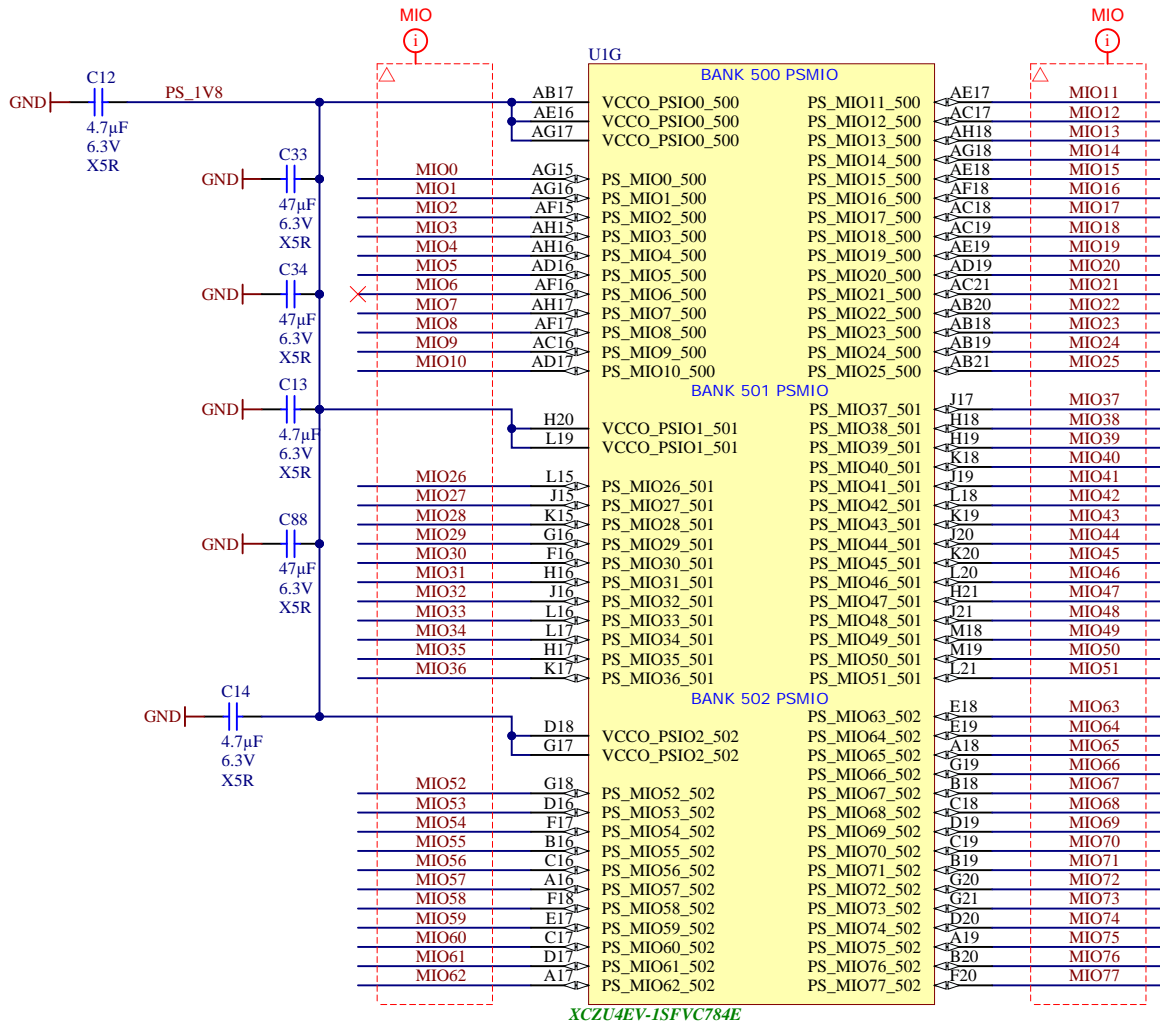 MIO
i
MIO
i
U1G
BANK 500 PSMIO
C12
GND
PS_1V8
4.7µF
6.3V
X5R
AB17 VCCO_PSIO0_500
AE16 VCCO_PSIO0_500
AG17 VCCO_PSIO0_500
C33
GND
47µF
6.3V
X5R
C34
GND
47µF
6.3V
X5R
MIO0 AG15 PS_MIO0_500
MIO1 AG16 PS_MIO1_500
MIO2 AF15 PS_MIO2_500
MIO3 AH15 PS_MIO3_500
MIO4 AH16 PS_MIO4_500
MIO5 AD16 PS_MIO5_500
MIO6 AF16 PS_MIO6_500
MIO7 AH17 PS_MIO7_500
MIO8 AF17 PS_MIO8_500
MIO9 AC16 PS_MIO9_500
MIO10 AD17 PS_MIO10_500
PS_MIO11_500 AE17 MIO11
PS_MIO12_500 AC17 MIO12
PS_MIO13_500 AH18 MIO13
PS_MIO14_500 AG18 MIO14
PS_MIO15_500 AE18 MIO15
PS_MIO16_500 AF18 MIO16
PS_MIO17_500 AC18 MIO17
PS_MIO18_500 AC19 MIO18
PS_MIO19_500 AE19 MIO19
PS_MIO20_500 AD19 MIO20
PS_MIO21_500 AC21 MIO21
PS_MIO22_500 AB20 MIO22
PS_MIO23_500 AB18 MIO23
PS_MIO24_500 AB19 MIO24
PS_MIO25_500 AB21 MIO25
BANK 501 PSMIO
C13
GND
4.7µF
6.3V
X5R
H20 VCCO_PSIO1_501
L19 VCCO_PSIO1_501
C88
GND
47µF
6.3V
X5R
MIO26 L15 PS_MIO26_501
MIO27 J15 PS_MIO27_501
MIO28 K15 PS_MIO28_501
MIO29 G16 PS_MIO29_501
MIO30 F16 PS_MIO30_501
MIO31 H16 PS_MIO31_501
MIO32 J16 PS_MIO32_501
MIO33 L16 PS_MIO33_501
MIO34 L17 PS_MIO34_501
MIO35 H17 PS_MIO35_501
MIO36 K17 PS_MIO36_501
PS_MIO37_501 J17 MIO37
PS_MIO38_501 H18 MIO38
PS_MIO39_501 H19 MIO39
PS_MIO40_501 K18 MIO40
PS_MIO41_501 J19 MIO41
PS_MIO42_501 L18 MIO42
PS_MIO43_501 K19 MIO43
PS_MIO44_501 J20 MIO44
PS_MIO45_501 K20 MIO45
PS_MIO46_501 L20 MIO46
PS_MIO47_501 H21 MIO47
PS_MIO48_501 J21 MIO48
PS_MIO49_501 M18 MIO49
PS_MIO50_501 M19 MIO50
PS_MIO51_501 L21 MIO51
BANK 502 PSMIO
C14
GND
4.7µF
6.3V
X5R
D18 VCCO_PSIO2_502
G17 VCCO_PSIO2_502
MIO52 G18 PS_MIO52_502
MIO53 D16 PS_MIO53_502
MIO54 F17 PS_MIO54_502
MIO55 B16 PS_MIO55_502
MIO56 C16 PS_MIO56_502
MIO57 A16 PS_MIO57_502
MIO58 F18 PS_MIO58_502
MIO59 E17 PS_MIO59_502
MIO60 C17 PS_MIO60_502
MIO61 D17 PS_MIO61_502
MIO62 A17 PS_MIO62_502
PS_MIO63_502 E18 MIO63
PS_MIO64_502 E19 MIO64
PS_MIO65_502 A18 MIO65
PS_MIO66_502 G19 MIO66
PS_MIO67_502 B18 MIO67
PS_MIO68_502 C18 MIO68
PS_MIO69_502 D19 MIO69
PS_MIO70_502 C19 MIO70
PS_MIO71_502 B19 MIO71
PS_MIO72_502 G20 MIO72
PS_MIO73_502 G21 MIO73
PS_MIO74_502 D20 MIO74
PS_MIO75_502 A19 MIO75
PS_MIO76_502 B20 MIO76
PS_MIO77_502 F20 MIO77
XCZU4EV-1SFVC784E